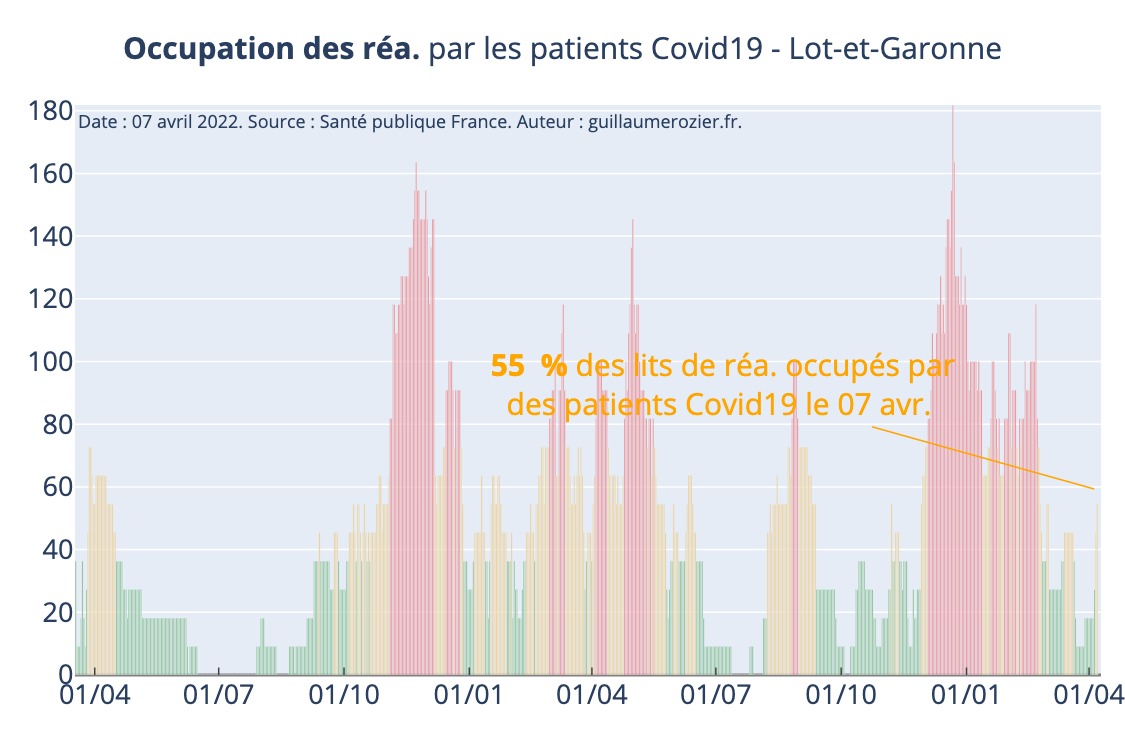 Occupation des réa. par les patients Covid19 - Lot-et-Garonne
180
Date : 07 avril 2022. Source : Santé publique France. Auteur : guillaumerozier.fr.
160
140
120
100
55 % des lits de réa. occupés par
des patients Covid19 le 07 avr.
80
60
40
20
0
01/04 01/07 01/10 01/01 01/04 01/07 01/10 01/01 01/04